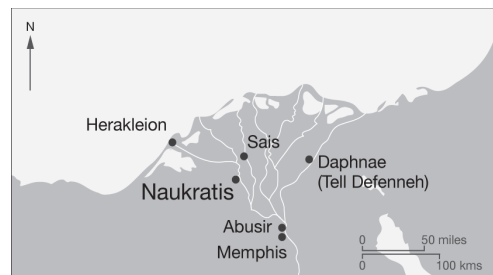 N
Herakleion
Sais
Daphnae
(Tell Defenneh)
Naukratis
Abusir
Memphis
0 50 miles
0 100 kms